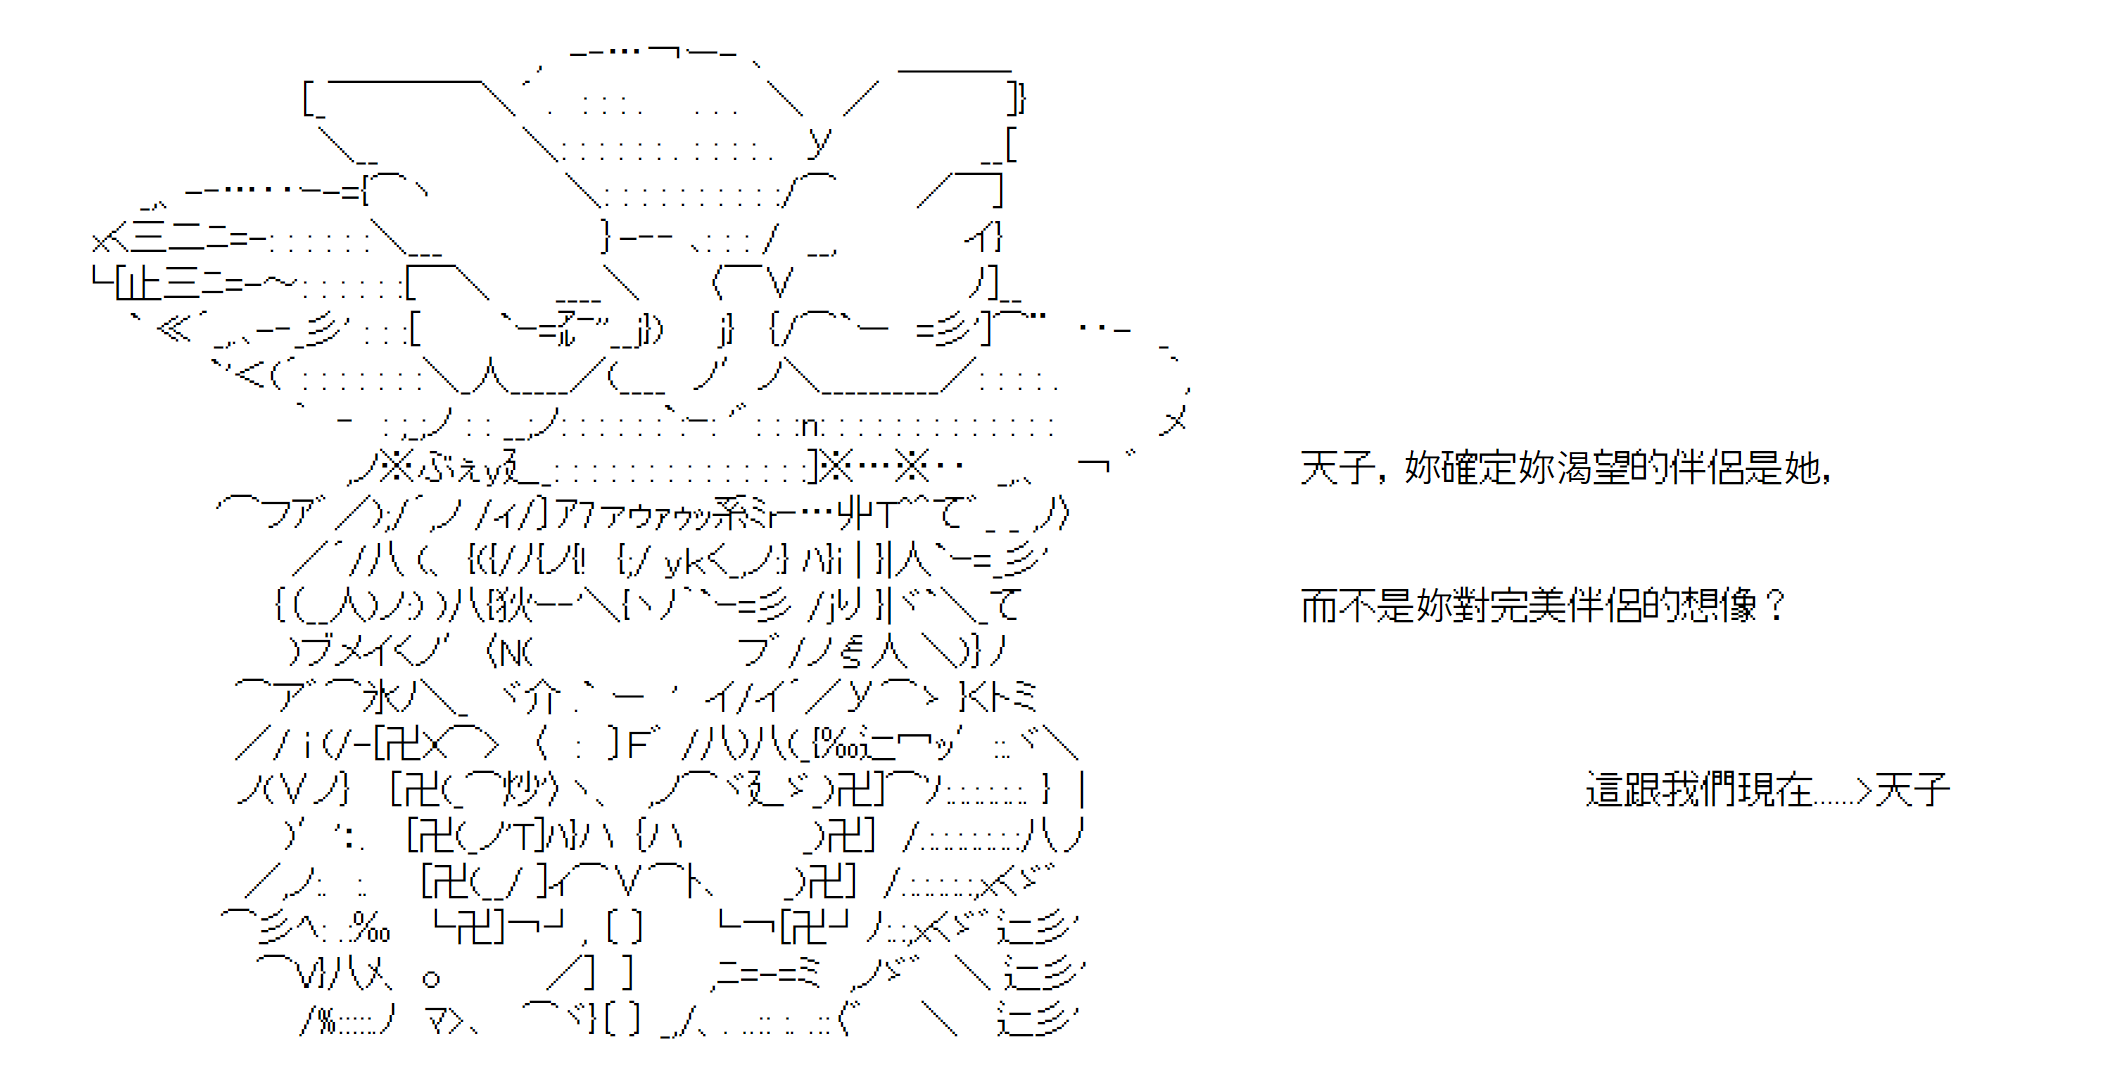 天子，妳確定妳渴望的伴侶是她，
而不是妳對完美伴侶的想像？
這跟我們現在......>天子